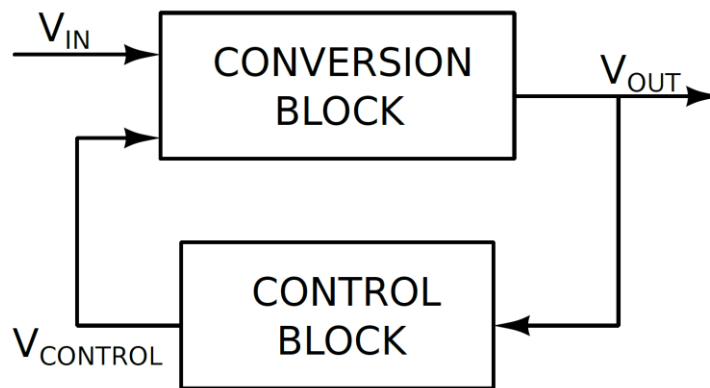 V_IN
CONVERSION
BLOCK
V_OUT
CONTROL
BLOCK
V_CONTROL